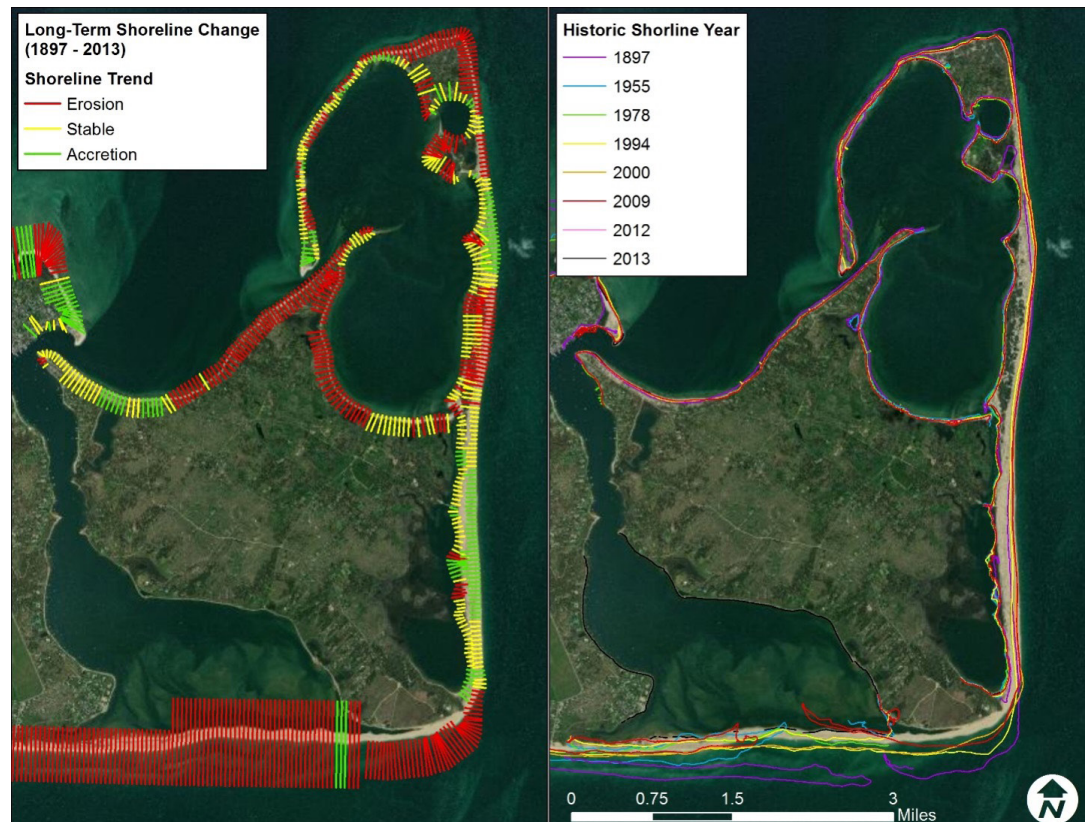 Long-Term Shoreline Change
(1897 - 2013)
Shoreline Trend
Erosion
Stable
Accretion
Historic Shorline Year
1897
1955
1978
1994
2000
2009
2012
2013
0 0.75 1.5 3
Miles
N